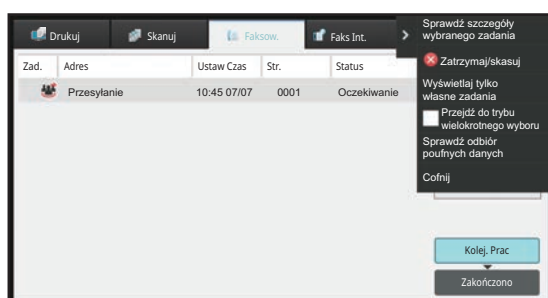 Drukuj
Skanuj
Faksow.
Faks Int.
Zad.
Adres
Ustaw Czas
Str.
Status
Przesyłanie
10:45 07/07
0001
Oczekiwanie
Sprawdź szczegóły
wybranego zadania
Zatrzymaj/skasuj
Wyświetlaj tylko
własne zadania
Przejdź do trybu
wielokrotnego wyboru
Sprawdź odbiór
poufnych danych
Cofnij
Kolej. Prac
Zakończono